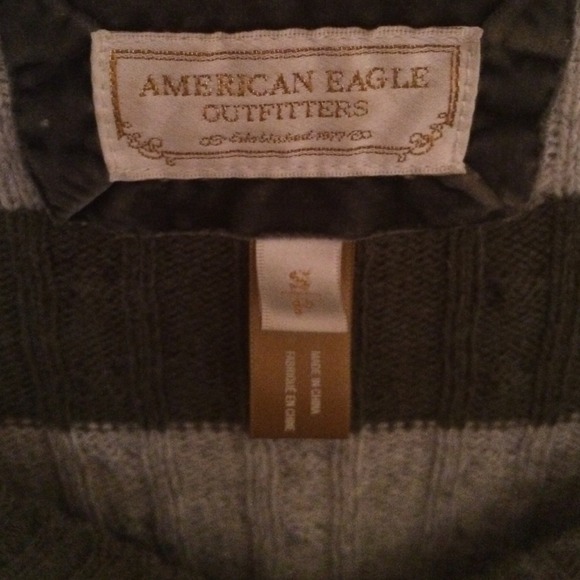 AMERICAN EAGLE
OUTFITTERS
Established 1977
MADE IN CHINA
FABRIQUÉ EN CHINE